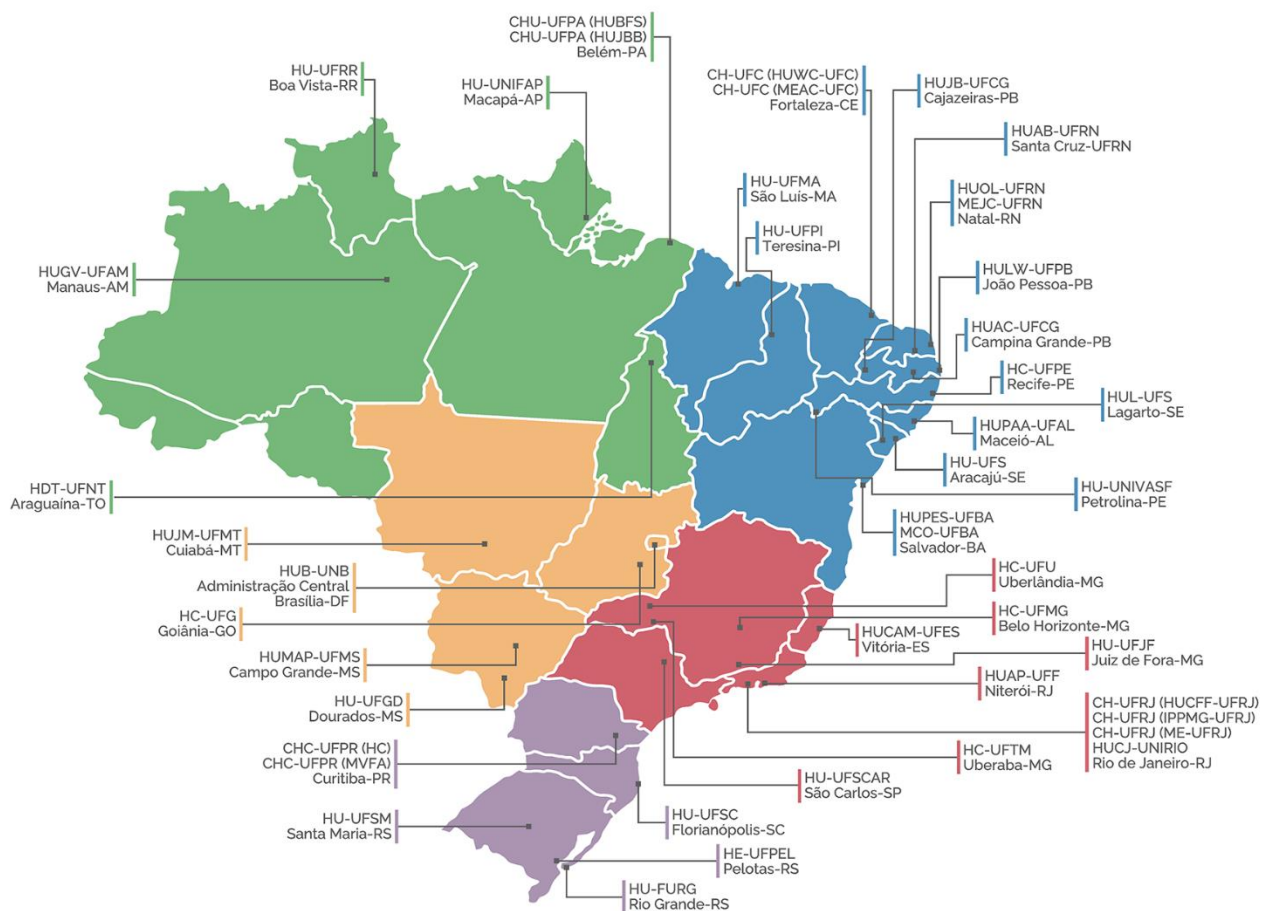 CHU-UFPA (HUBFS)
CHU-UFPA (HUJBB)
Belém-PA
HU-UFRR
Boa Vista-RR
HU-UNIFAP
Macapá-AP
CH-UFC (HUWC-UFC)
CH-UFC (MEAC-UFC)
Fortaleza-CE
HUJB-UFCG
Cajazeiras-PB
HUAB-UFRN
Santa Cruz-UFRN
HU-UFMA
São Luís-MA
HUOL-UFRN
MEJC-UFRN
Natal-RN
HU-UFPI
Teresina-PI
HUGV-UFAM
Manaus-AM
HULW-UFPB
João Pessoa-PB
HUAC-UFCG
Campina Grande-PB
HC-UFPE
Recife-PE
HUL-UFS
Lagarto-SE
HUPAA-UFAL
Maceió-AL
HU-UFS
Aracajú-SE
HDT-UFNT
Araguaína-TO
HU-UNIVASF
Petrolina-PE
HUPES-UFBA
MCO-UFBA
Salvador-BA
HUJM-UFMT
Cuiabá-MT
HUB-UNB
Administração Central
Brasília-DF
HC-UFU
Uberlândia-MG
HC-UFG
Goiânia-GO
HC-UFMG
Belo Horizonte-MG
HUCAM-UFES
Vitória-ES
HU-UFJF
Juiz de Fora-MG
HUMAP-UFMS
Campo Grande-MS
HUAP-UFF
Niterói-RJ
HU-UFGD
Dourados-MS
CH-UFRJ (HUCFF-UFRJ)
CH-UFRJ (IPPMG-UFRJ)
CH-UFRJ (ME-UFRJ)
HUCJ-UNIRIO
Rio de Janeiro-RJ
CHC-UFPR (HC)
CHC-UFPR (MVFA)
Curitiba-PR
HC-UFTM
Uberaba-MG
HU-UFSCAR
São Carlos-SP
HU-UFSM
Santa Maria-RS
HU-UFSC
Florianópolis-SC
HE-UFPEL
Pelotas-RS
HU-FURG
Rio Grande-RS